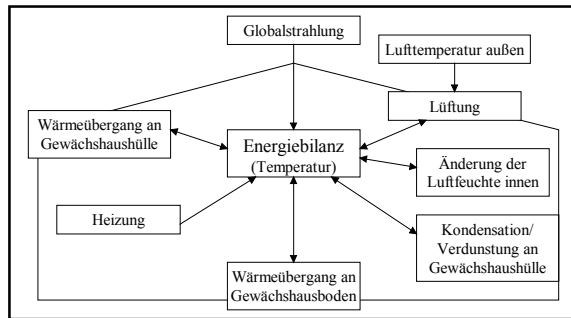 Globalstrahlung
Lufttemperatur außen
Lüftung
Wärmeübergang an
Gewächshaushülle
Energiebilanz
(Temperatur)
Änderung der
Luftfeuchte innen
Heizung
Kondensation/
Verdunstung an
Gewächshaushülle
Wärmeübergang an
Gewächshausboden